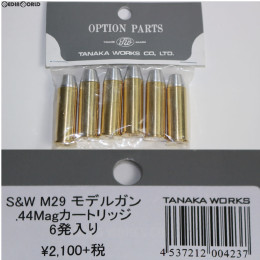 MEDIAWORLD
OPTION PARTS
TANAKA WORKS CO., LTD.
S&W M29 モデルガン
.44Magカートリッジ
6発入り
¥2,100+税
TANAKA WORKS
4 537212 004237